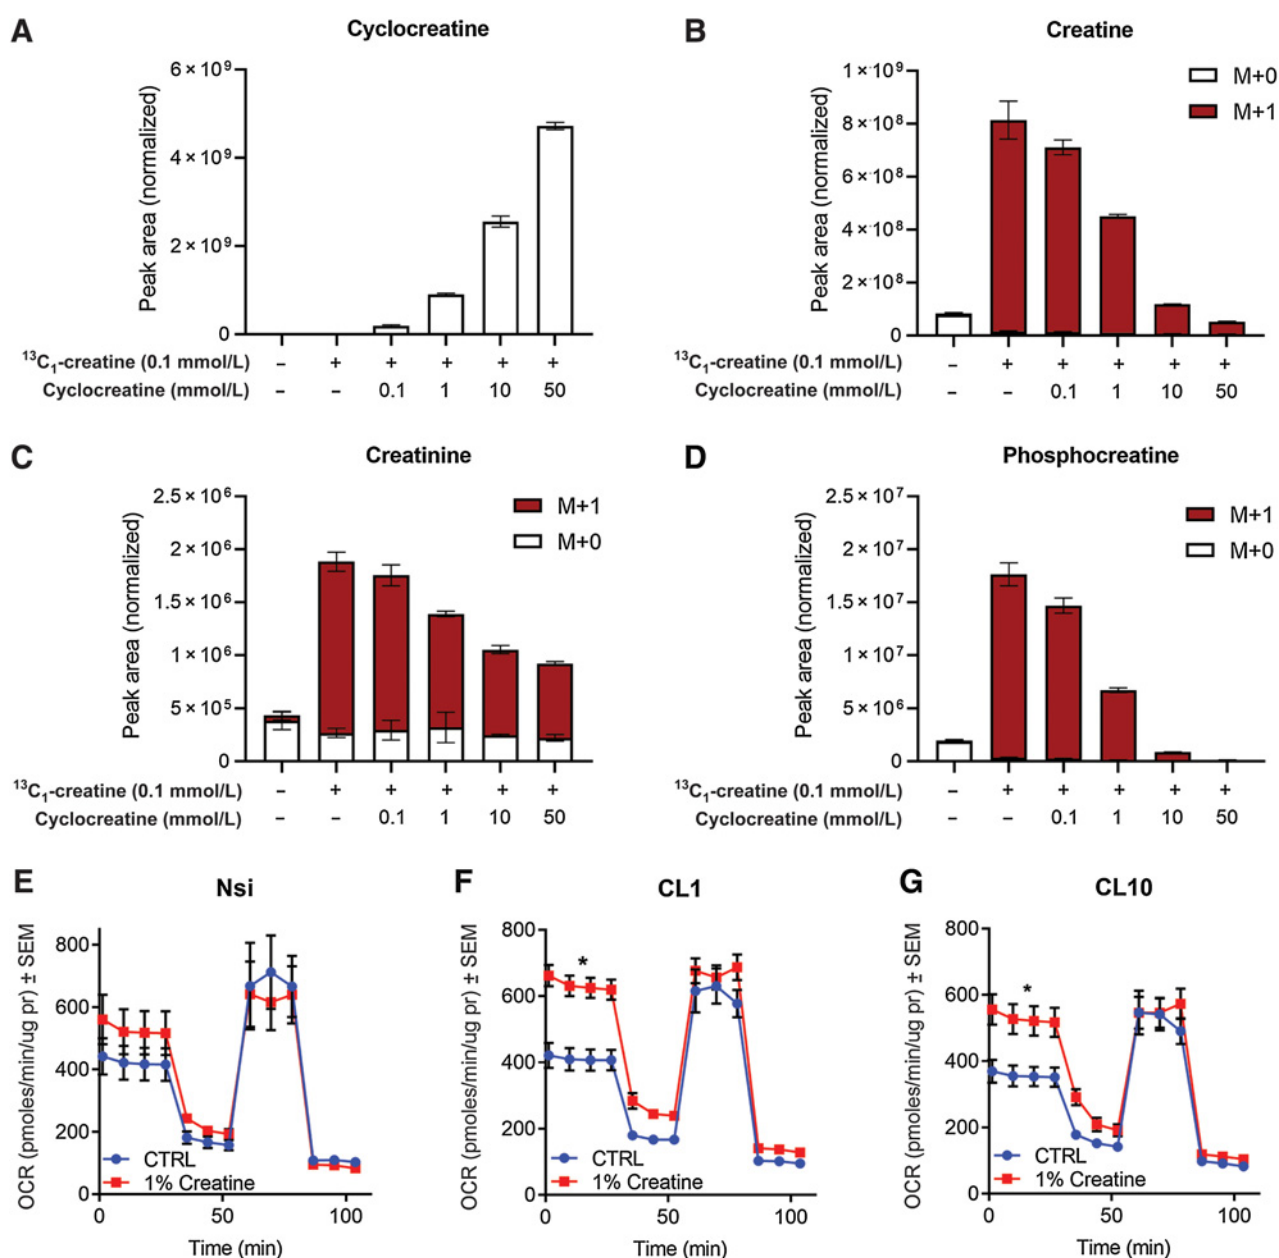 A
Cyclocreatine
Peak area (normalized)
6 × 10⁹
4 × 10⁹
2 × 10⁹
0
¹³C₁-creatine (0.1 mmol/L) – + + + + +
Cyclocreatine (mmol/L) – – 0.1 1 10 50
B
Creatine
Peak area (normalized)
1 × 10⁹
8 × 10⁸
6 × 10⁸
4 × 10⁸
2 × 10⁸
0
M+0
M+1
¹³C₁-creatine (0.1 mmol/L) – + + + + +
Cyclocreatine (mmol/L) – – 0.1 1 10 50
C
Creatinine
Peak area (normalized)
2.5 × 10⁶
2 × 10⁶
1.5 × 10⁶
1 × 10⁶
5 × 10⁵
0
M+1
M+0
¹³C₁-creatine (0.1 mmol/L) – + + + + +
Cyclocreatine (mmol/L) – – 0.1 1 10 50
D
Phosphocreatine
Peak area (normalized)
2.5 × 10⁷
2 × 10⁷
1.5 × 10⁷
1 × 10⁷
5 × 10⁶
0
M+1
M+0
¹³C₁-creatine (0.1 mmol/L) – + + + + +
Cyclocreatine (mmol/L) – – 0.1 1 10 50
E
Nsi
OCR (pmoles/min/ug pr) ± SEM
800
600
400
200
0
CTRL
1% Creatine
0 50 100
Time (min)
F
CL1
OCR (pmoles/min/ug pr) ± SEM
800
600
400
200
0
*
CTRL
1% Creatine
0 50 100
Time (min)
G
CL10
OCR (pmoles/min/ug pr) ± SEM
800
600
400
200
0
*
CTRL
1% Creatine
0 50 100
Time (min)